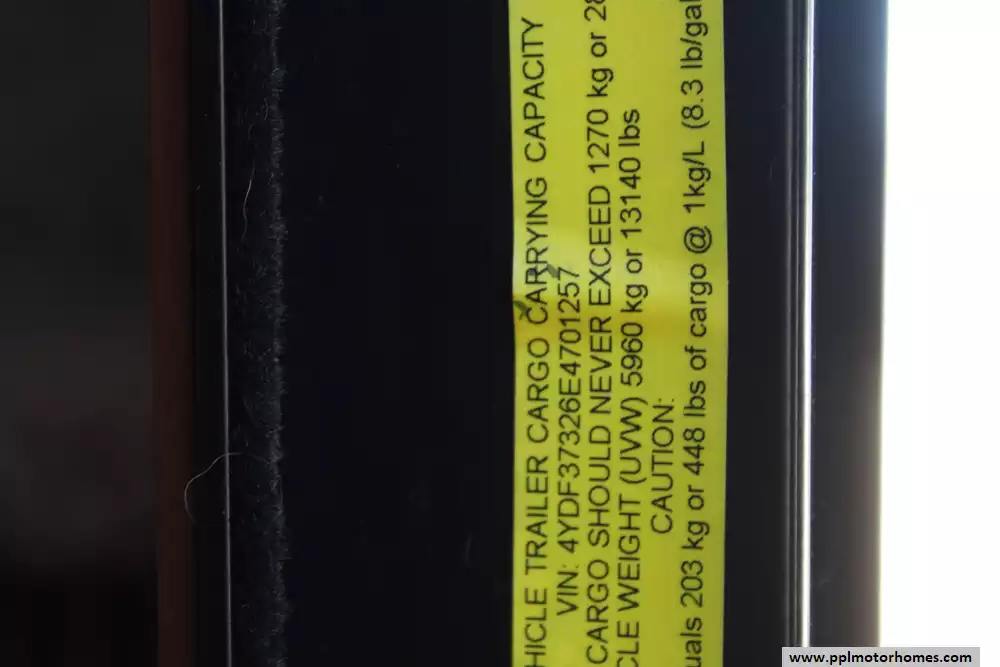 HICLE TRAILER CARGO CARRYING CAPACITY
VIN: 4YDF37326E4701257
CARGO SHOULD NEVER EXCEED 1270 kg or 28
CLE WEIGHT (UVW) 5960 kg or 13140 lbs
CAUTION:
uals 203 kg or 448 lbs of cargo @ 1kg/L (8.3 lb/gal
www.pplmotorhomes.com